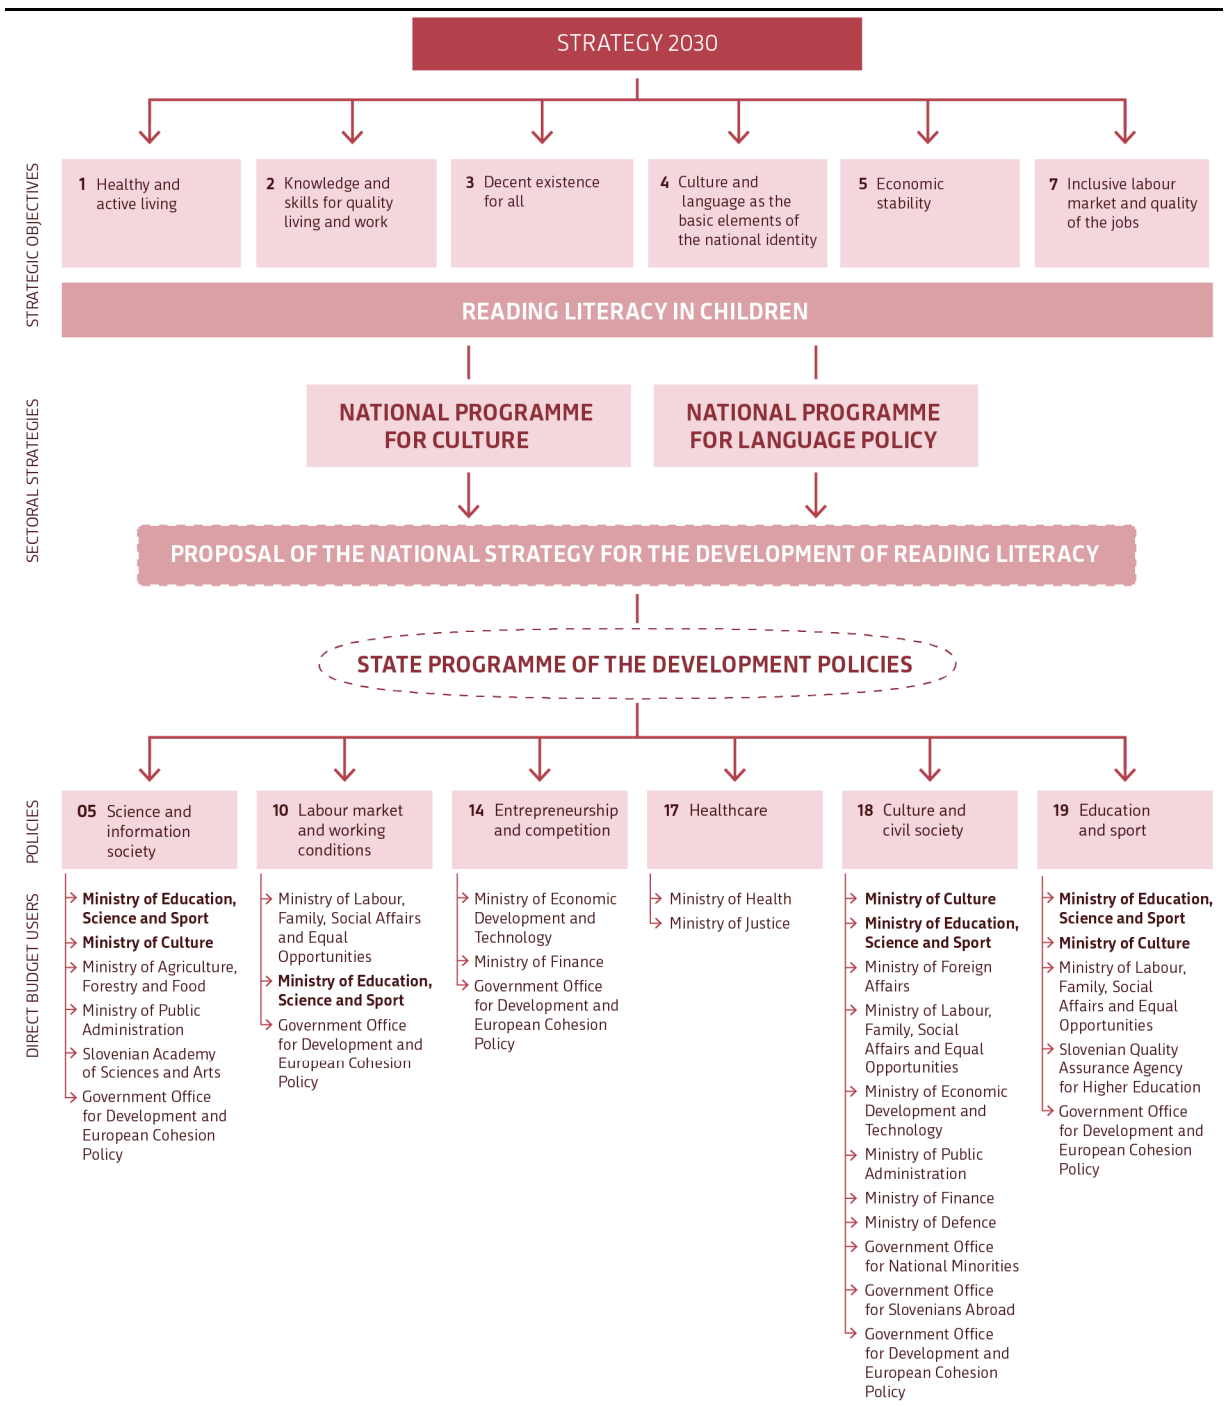 STRATEGY 2030
STRATEGIC OBJECTIVES
1 Healthy and
active living
2 Knowledge and
skills for quality
living and work
3 Decent existence
for all
4 Culture and
language as the
basic elements of
the national identity
5 Economic
stability
7 Inclusive labour
market and quality
of the jobs
READING LITERACY IN CHILDREN
SECTORAL STRATEGIES
NATIONAL PROGRAMME
FOR CULTURE
NATIONAL PROGRAMME
FOR LANGUAGE POLICY
PROPOSAL OF THE NATIONAL STRATEGY FOR THE DEVELOPMENT OF READING LITERACY
STATE PROGRAMME OF THE DEVELOPMENT POLICIES
POLICIES
05 Science and
information
society
10 Labour market
and working
conditions
14 Entrepreneurship
and competition
17 Healthcare
18 Culture and
civil society
19 Education
and sport
DIRECT BUDGET USERS
Ministry of Education,
Science and Sport
Ministry of Culture
Ministry of Agriculture,
Forestry and Food
Ministry of Public
Administration
Slovenian Academy
of Sciences and Arts
Government Office
for Development and
European Cohesion
Policy
Ministry of Labour,
Family, Social Affairs
and Equal
Opportunities
Ministry of Education,
Science and Sport
Government Office
for Development and
European Cohesion
Policy
Ministry of Economic
Development and
Technology
Ministry of Finance
Government Office
for Development and
European Cohesion
Policy
Ministry of Health
Ministry of Justice
Ministry of Culture
Ministry of Education,
Science and Sport
Ministry of Foreign
Affairs
Ministry of Labour,
Family, Social
Affairs and Equal
Opportunities
Ministry of Economic
Development and
Technology
Ministry of Public
Administration
Ministry of Finance
Ministry of Defence
Government Office
for National Minorities
Government Office
for Slovenians Abroad
Government Office
for Development and
European Cohesion
Policy
Ministry of Education,
Science and Sport
Ministry of Culture
Ministry of Labour,
Family, Social
Affairs and Equal
Opportunities
Slovenian Quality
Assurance Agency
for Higher Education
Government Office
for Development and
European Cohesion
Policy